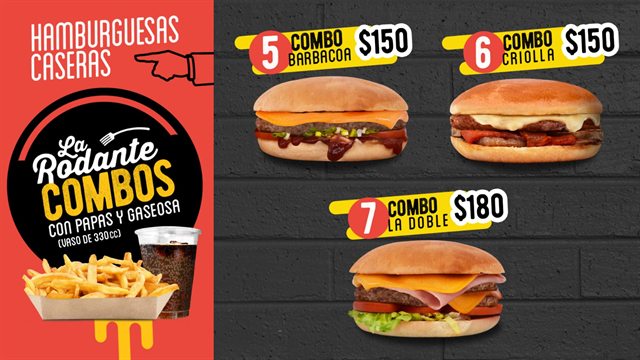 HAMBURGUESAS
CASERAS
La
Rodante
COMBOS
CON PAPAS Y GASEOSA
(VASO DE 330CC)
5 COMBO $150
BARBACOA
6 COMBO $150
CRIOLLA
7 COMBO $180
LA DOBLE